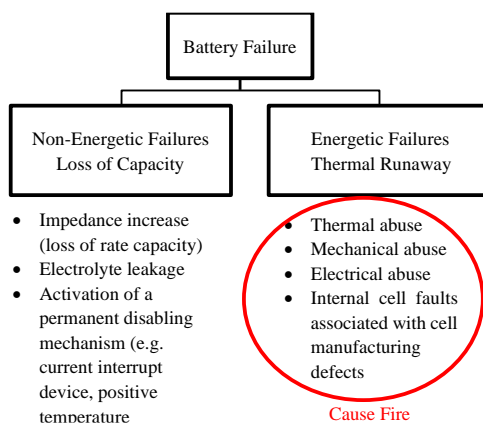 Battery Failure
Non-Energetic Failures
Loss of Capacity
Energetic Failures
Thermal Runaway
• Impedance increase
(loss of rate capacity)
• Electrolyte leakage
• Activation of a
permanent disabling
mechanism (e.g.
current interrupt
device, positive
temperature
• Thermal abuse
• Mechanical abuse
• Electrical abuse
• Internal cell faults
associated with cell
manufacturing
defects
Cause Fire